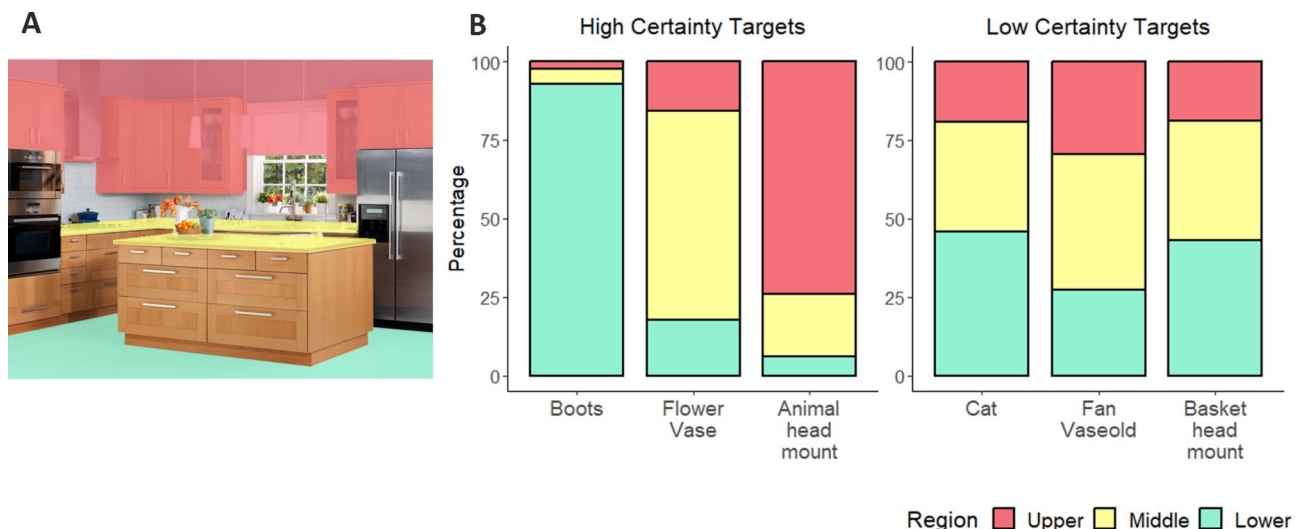 A
B
High Certainty Targets
Low Certainty Targets
Percentage
100
75
50
25
0
100
75
50
25
0
Boots
Flower
Vase
Animal
head
mount
Cat
Fan
Vaseold
Basket
head
mount
Region Upper Middle Lower